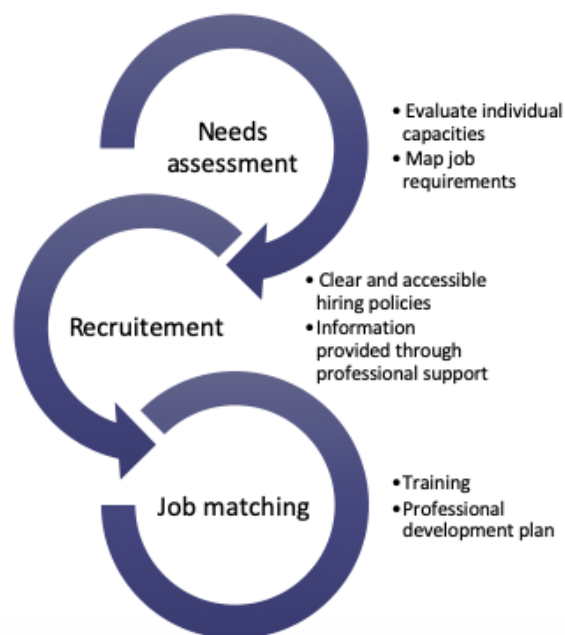 Needs
assessment
• Evaluate individual
capacities
• Map job
requirements
Recruitement
• Clear and accessible
hiring policies
•Information
provided through
professional support
Job matching
•Training
•Professional
development plan